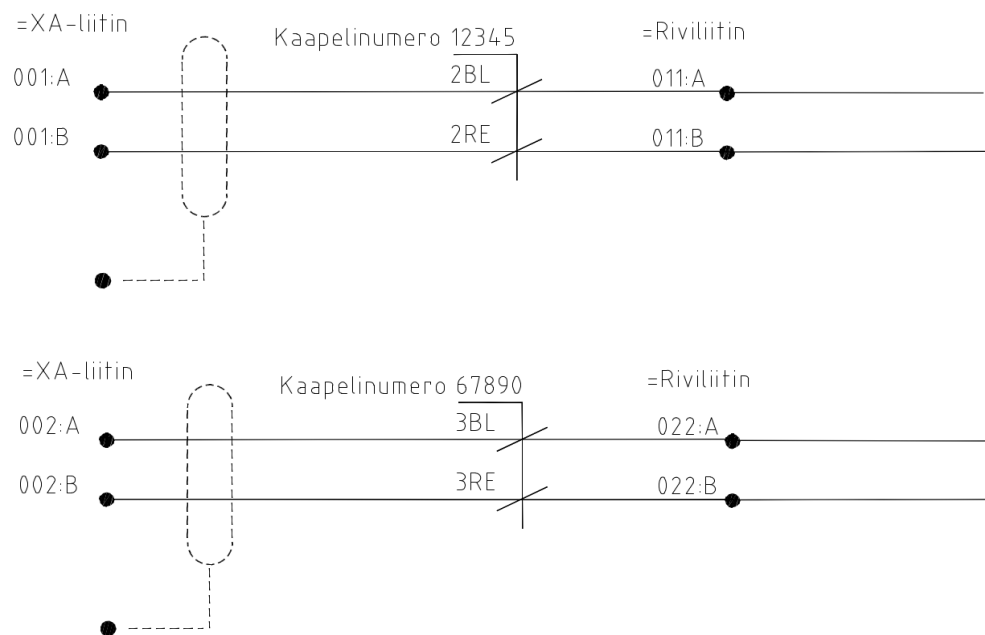 =XA-liitin
Kaapelinumero 12345
=Riviliitin
001:A
2BL
011:A
001:B
2RE
011:B
=XA-liitin
Kaapelinumero 67890
=Riviliitin
002:A
3BL
022:A
002:B
3RE
022:B